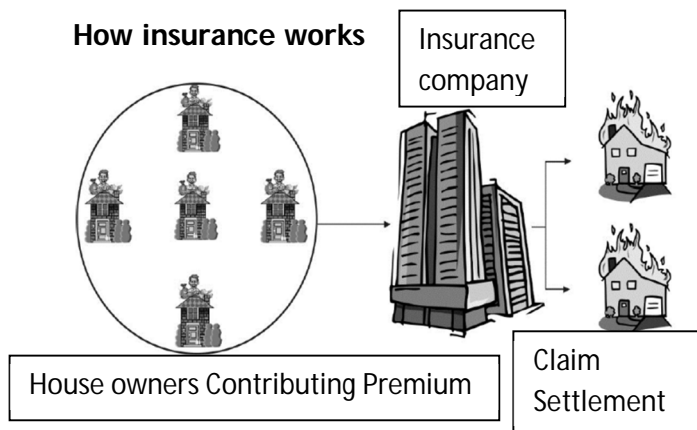 How insurance works
Insurance
company
House owners Contributing Premium
Claim
Settlement